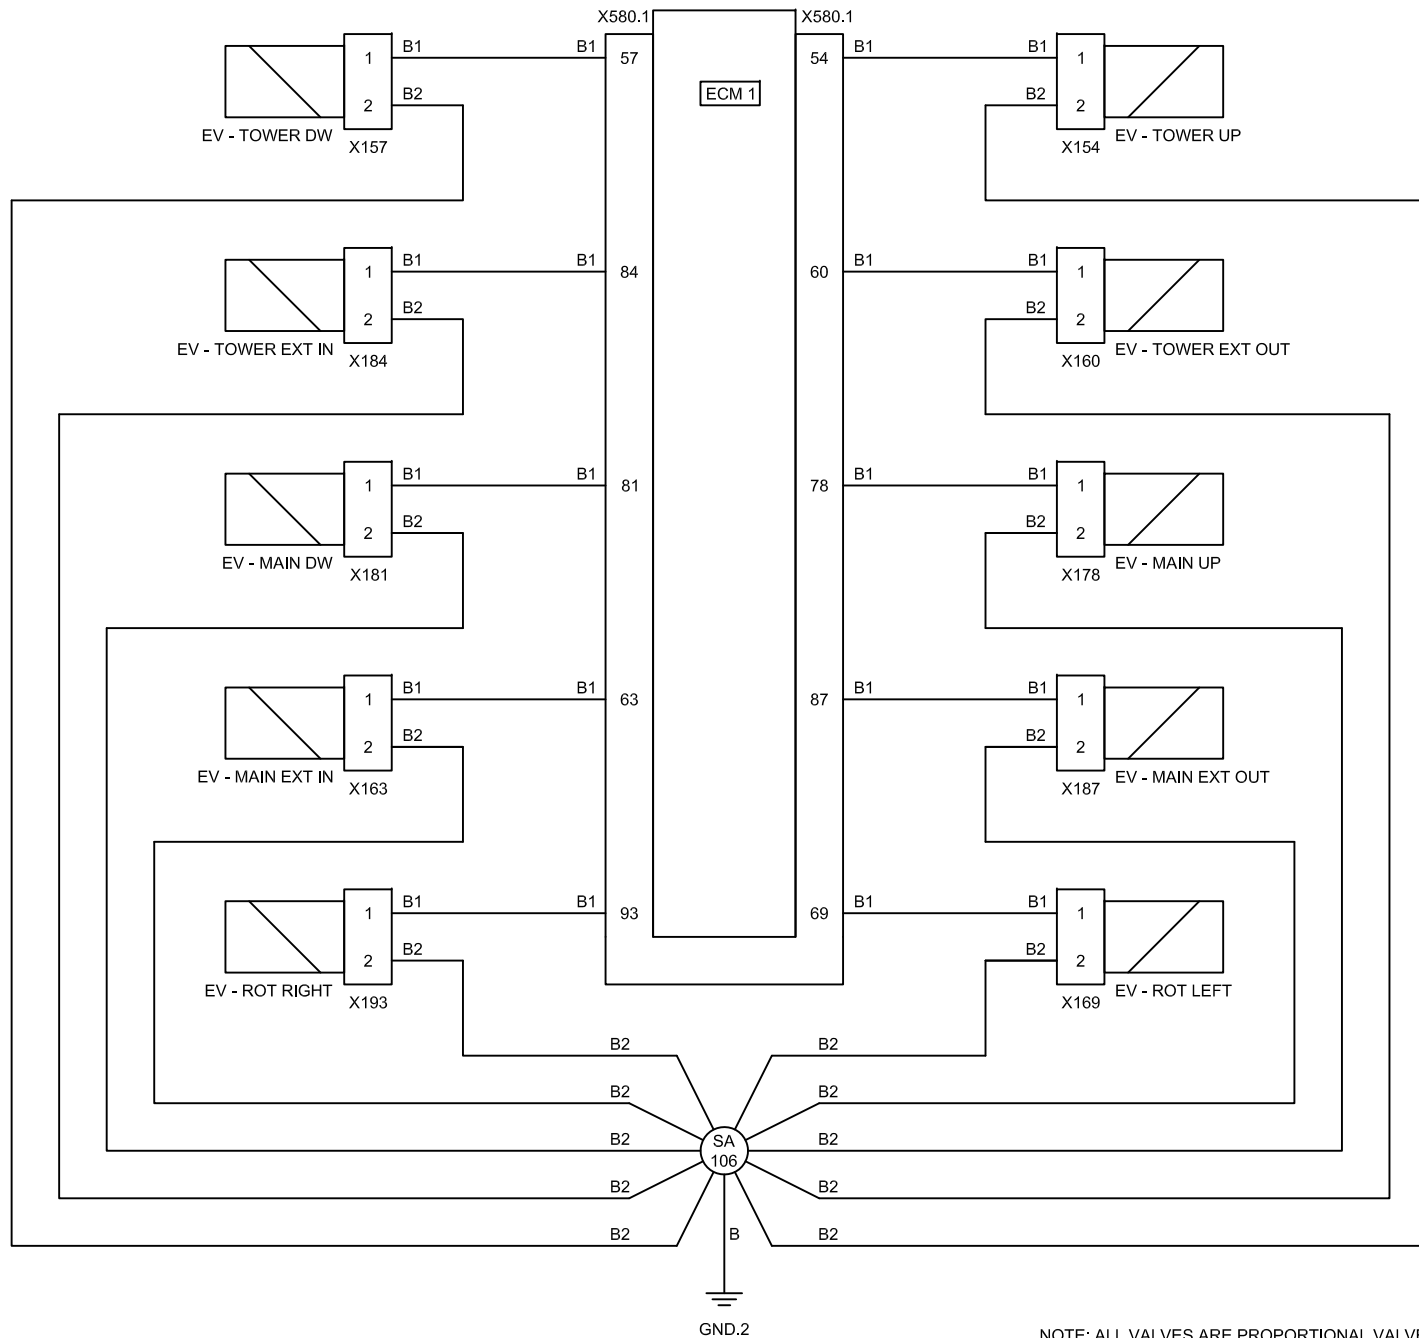 X580.1 X580.1
B1 B1 57 54 B1 B1
1 1
ECM 1
B2 B2
2 2
EV - TOWER DW X157 X154 EV - TOWER UP
B1 B1 84 60 B1 B1
1 1
B2 B2
2 2
EV - TOWER EXT IN X184 X160 EV - TOWER EXT OUT
B1 B1 81 78 B1 B1
1 1
B2 B2
2 2
EV - MAIN DW X181 X178 EV - MAIN UP
B1 B1 63 87 B1 B1
1 1
B2 B2
2 2
EV - MAIN EXT IN X163 X187 EV - MAIN EXT OUT
B1 B1 93 69 B1 B1
1 1
B2 B2
2 2
EV - ROT RIGHT X193 X169 EV - ROT LEFT
B2 B2
B2 B2
B2 SA B2
106
B2 B2
B2 B B2
GND.2
NOTE: ALL VALVES ARE PROPORTIONAL